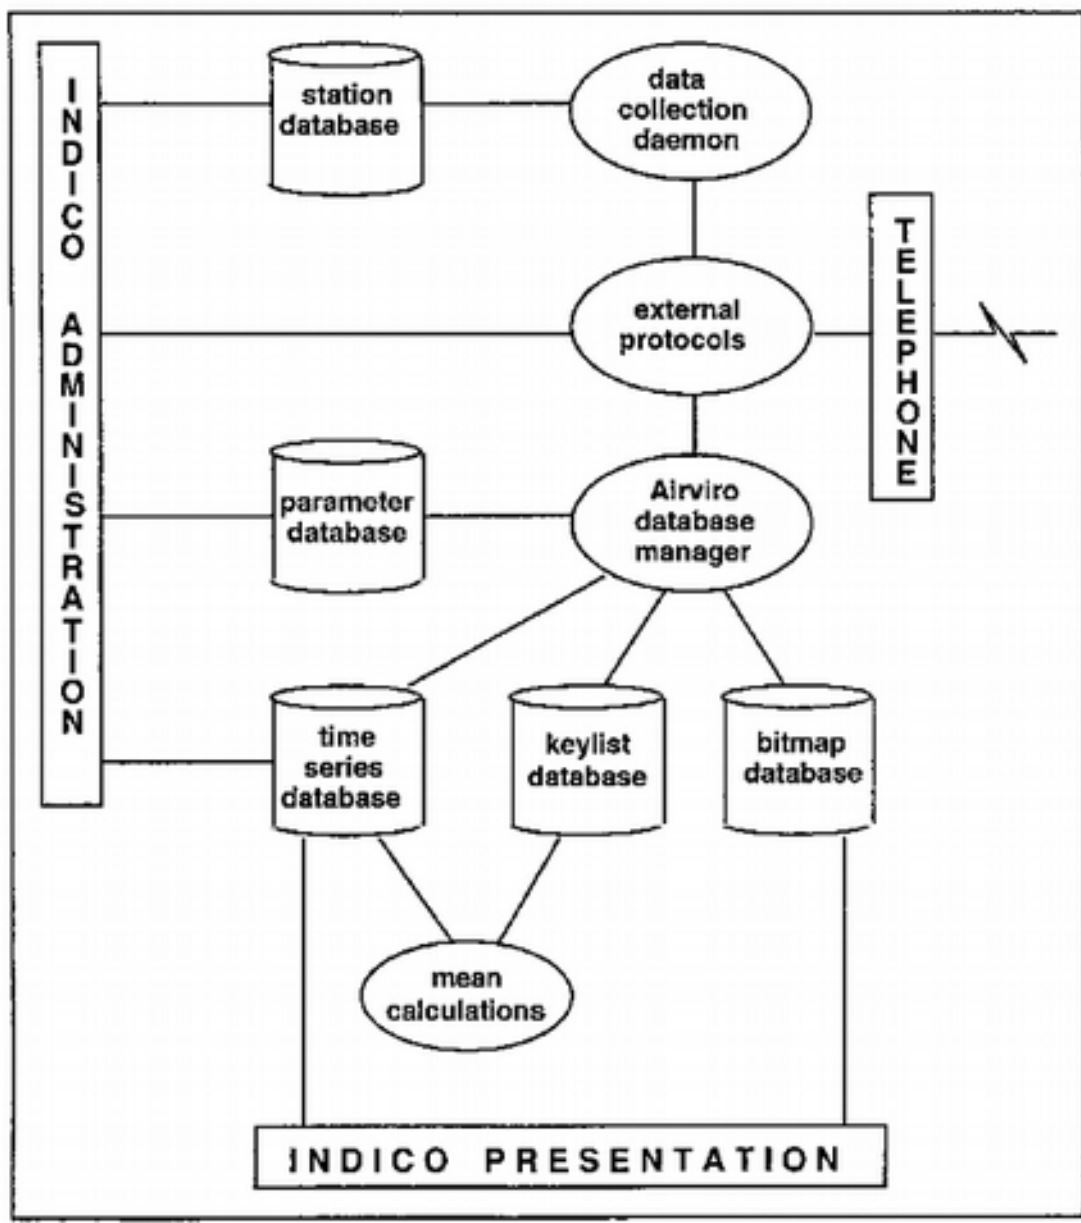 INDICO ADMINISTRATION
station
database
data
collection
daemon
TELEPHONE
external
protocols
parameter
database
Airviro
database
manager
time
series
database
keylist
database
bitmap
database
mean
calculations
INDICO PRESENTATION